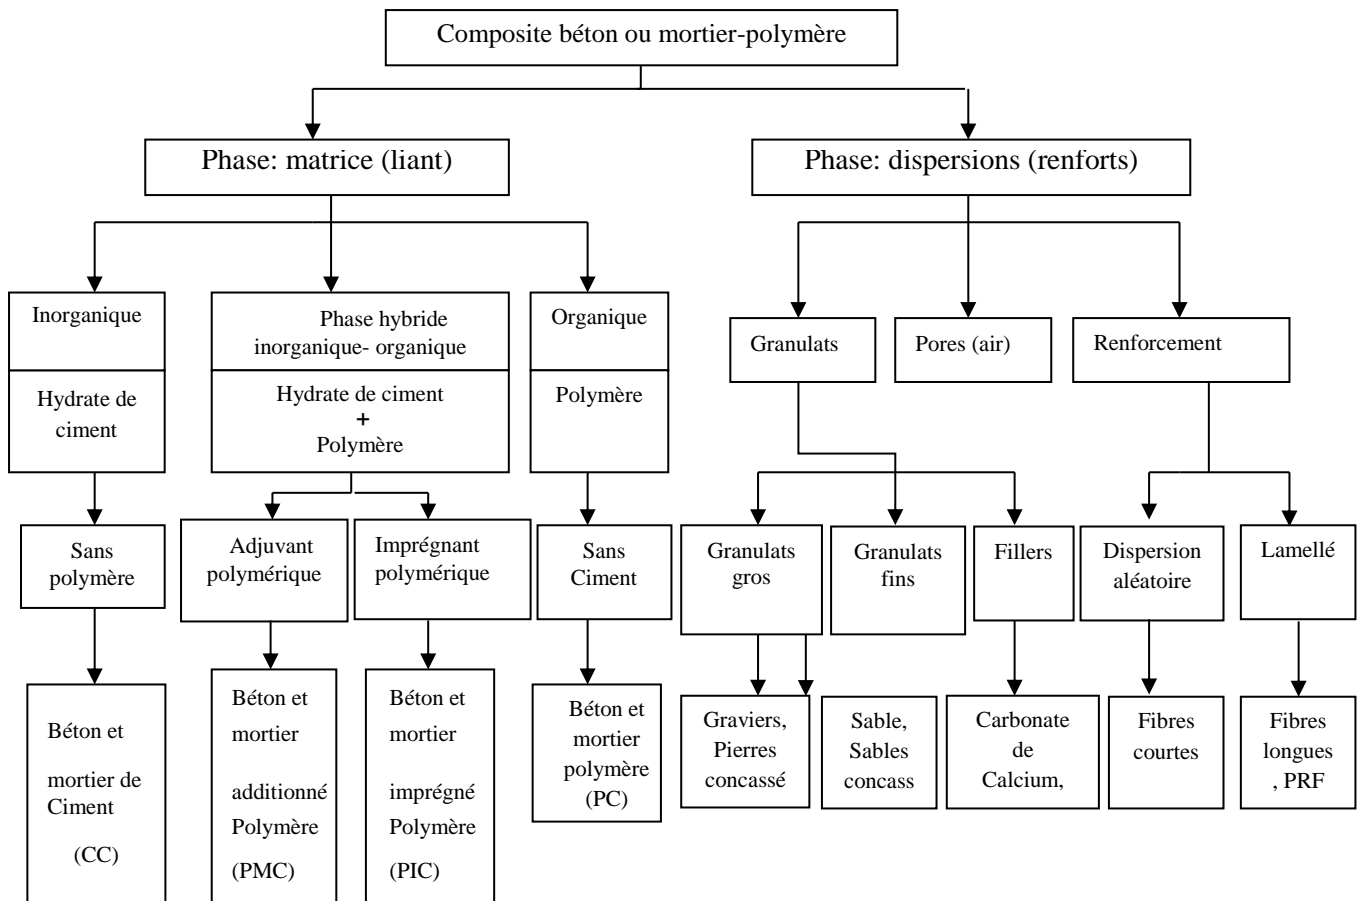 Composite béton ou mortier-polymère
Phase: matrice (liant)
Phase: dispersions (renforts)
Inorganique
Hydrate de
ciment
Phase hybride
inorganique- organique
Hydrate de ciment
+
Polymère
Organique
Polymère
Granulats
Pores (air)
Renforcement
Sans
polymère
Adjuvant
polymérique
Imprégnant
polymérique
Sans
Ciment
Granulats
gros
Granulats
fins
Fillers
Dispersion
aléatoire
Lamellé
Béton et
mortier de
Ciment
(CC)
Béton et
mortier
additionné
Polymère
(PMC)
Béton et
mortier
imprégné
Polymère
(PIC)
Béton et
mortier
polymère
(PC)
Graviers,
Pierres
concassé
Sable,
Sables
concass
Carbonate
de
Calcium,
Fibres
courtes
Fibres
longues
, PRF